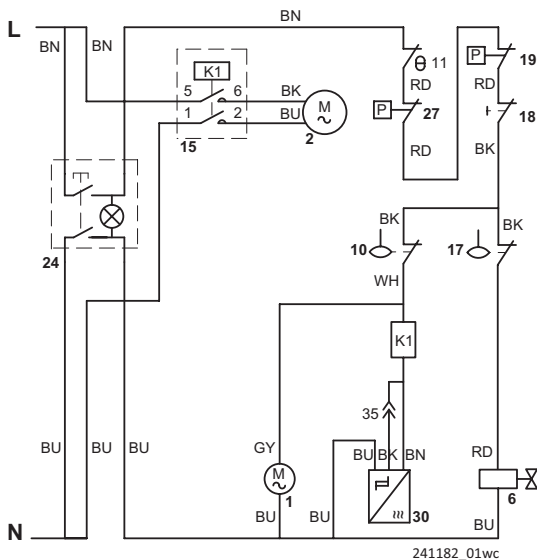 BN
L
BN
BN
K1
P
19
5
6
BK
11
RD
RD
M
P
27
18
1
2
BU
15
2
RD
BK
24
BK
BK
10
17
WH
K1
35
BU
BU
BU
GY
BU
BK
BN
RD
M
1
30
6
BU
BU
BU
N
241182_01wc